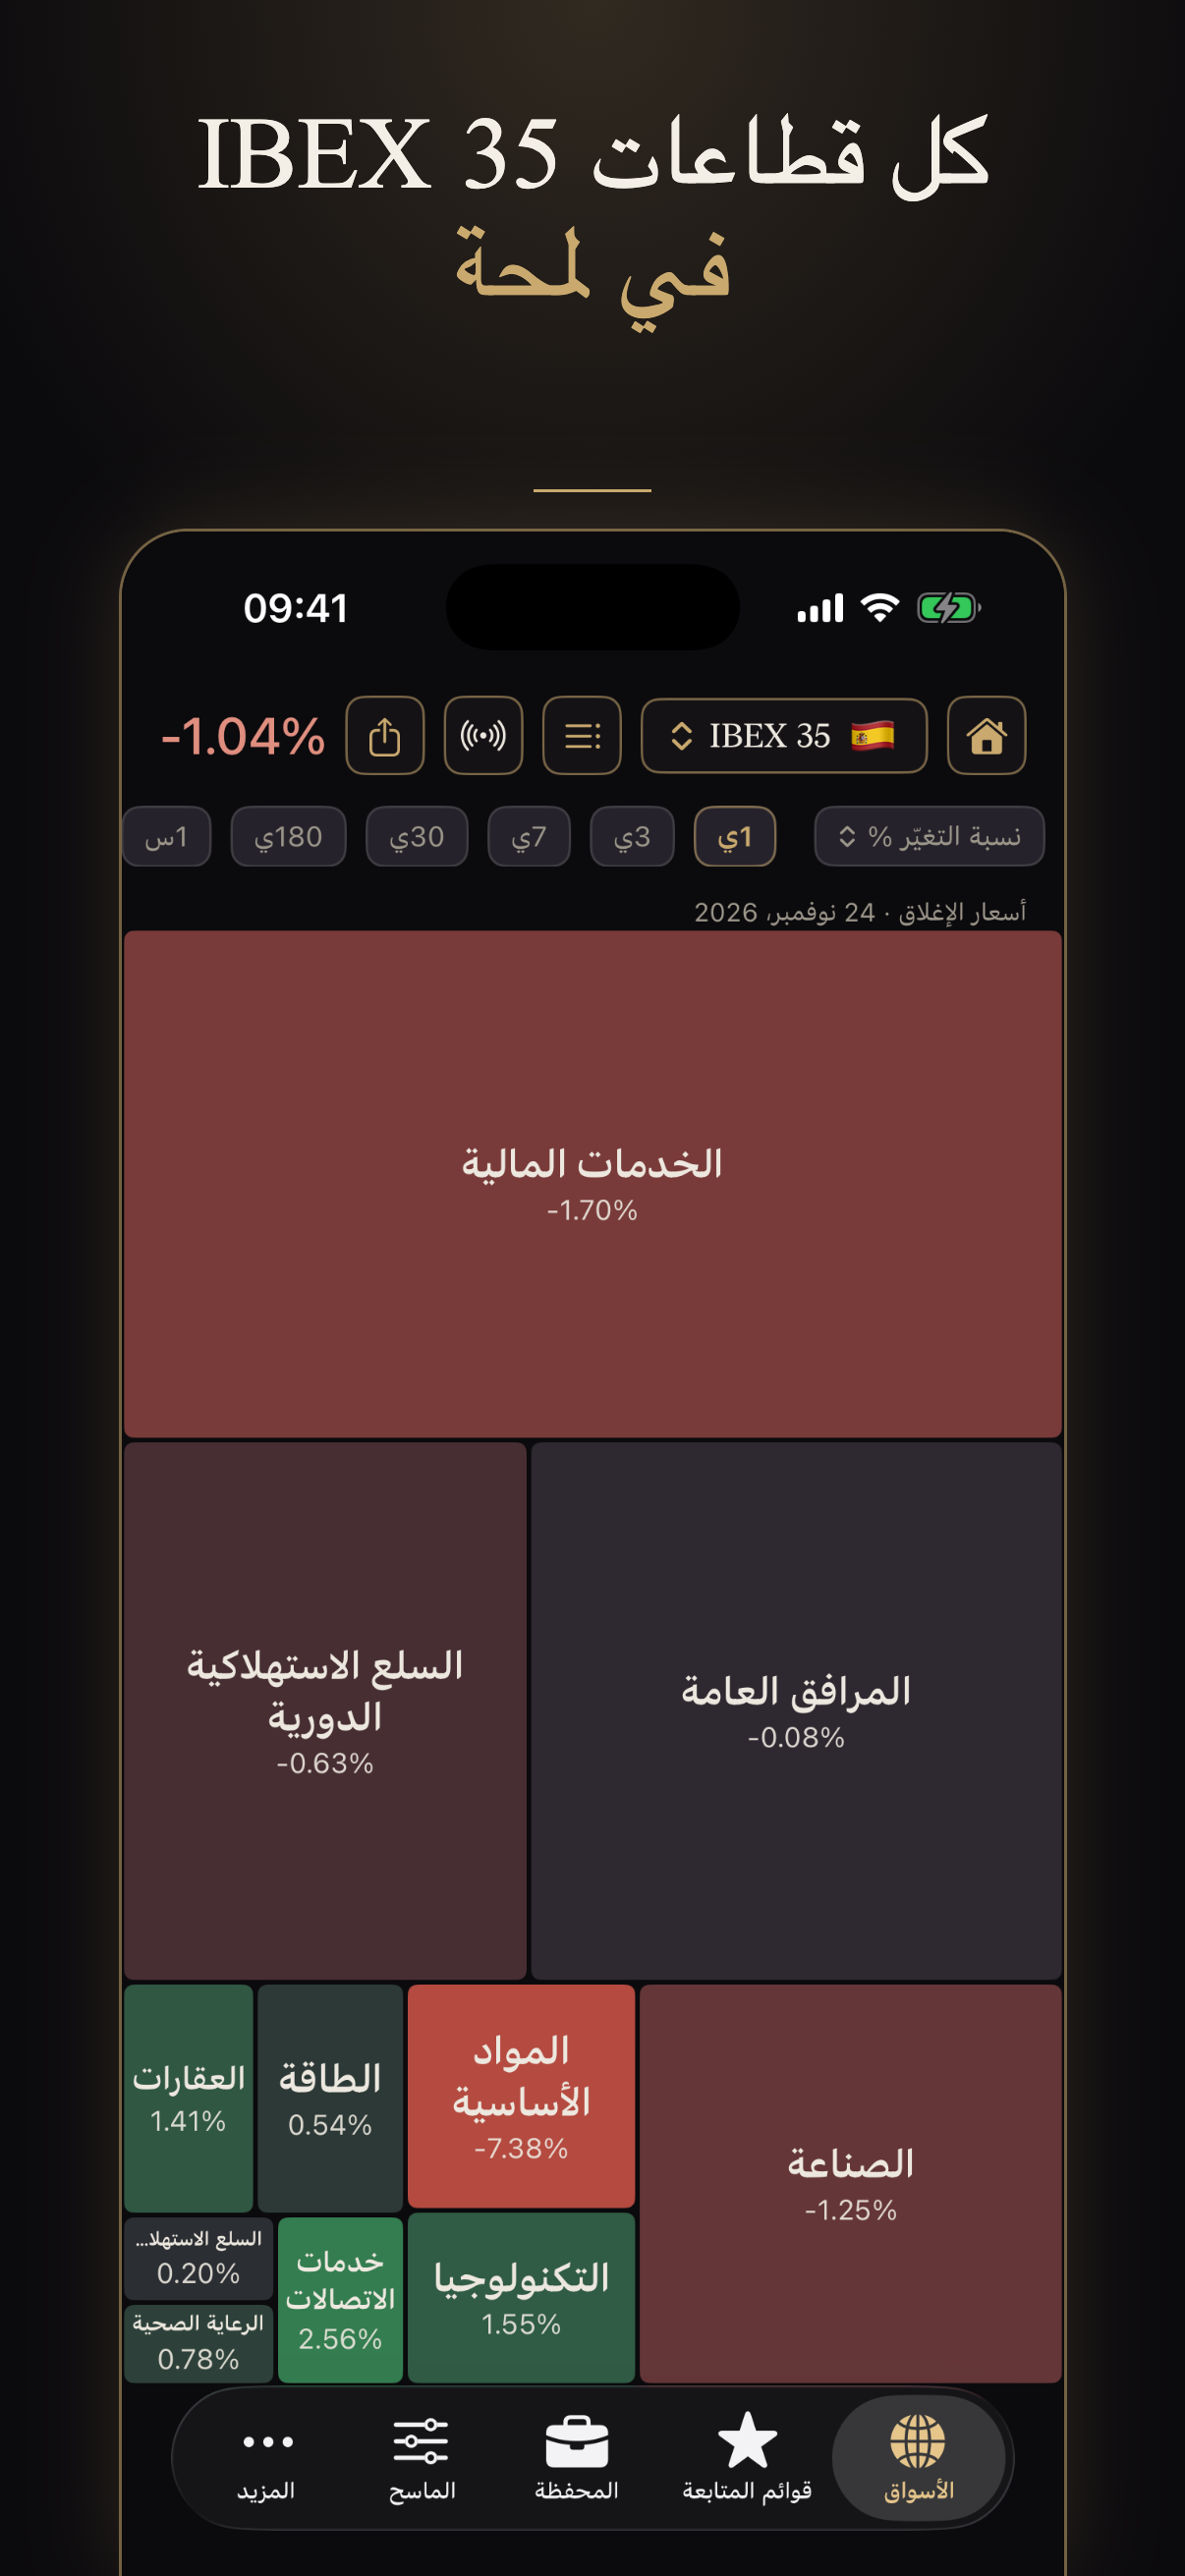 كل قطاعات IBEX 35
في لمحة
09:41
IBEX 35
-1.04%
نسبة التغيّر %
1ي
3ي
7ي
30ي
180ي
1س
أسعار الإغلاق · 24 نوفمبر، 2026
الخدمات المالية
-1.70%
المرافق العامة
-0.08%
السلع الاستهلاكية
الدورية
-0.63%
الصناعة
-1.25%
المواد
الأساسية
-7.38%
الطاقة
0.54%
العقارات
1.41%
التكنولوجيا
1.55%
خدمات
الاتصالات
2.56%
السلع الاستهلا...
0.20%
الرعاية الصحية
0.78%
الأسواق
قوائم المتابعة
المحفظة
الماسح
المزيد